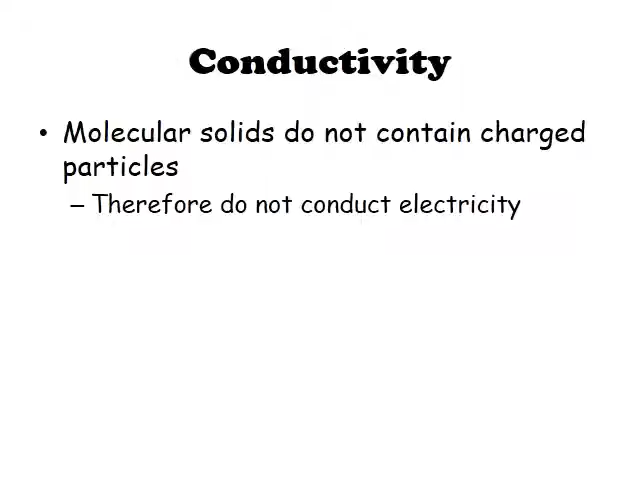 Conductivity
• Molecular solids do not contain charged
particles
– Therefore do not conduct electricity